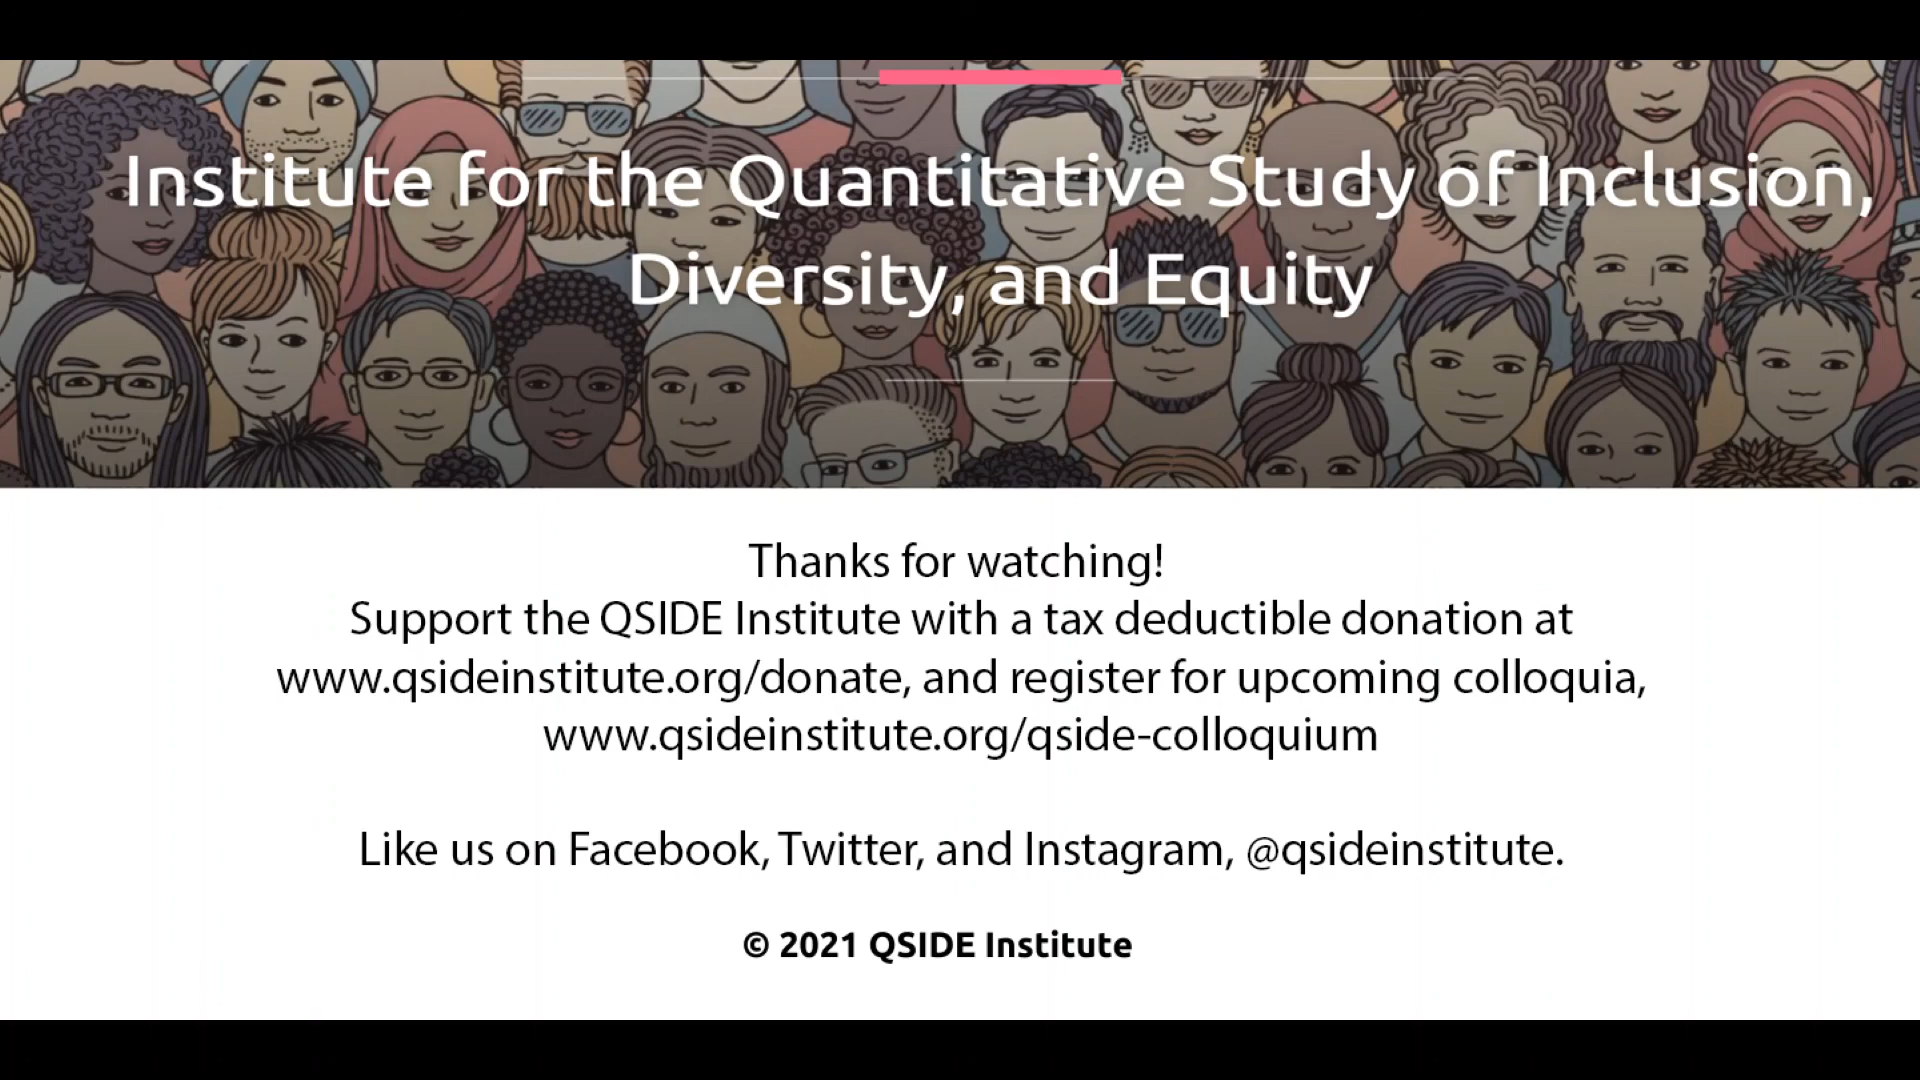 Institute for the Quantitative Study of Inclusion,
Diversity, and Equity
Thanks for watching!
Support the QSIDE Institute with a tax deductible donation at
www.qsideinstitute.org/donate, and register for upcoming colloquia,
www.qsideinstitute.org/qside-colloquium
Like us on Facebook, Twitter, and Instagram, @qsideinstitute.
© 2021 QSIDE Institute